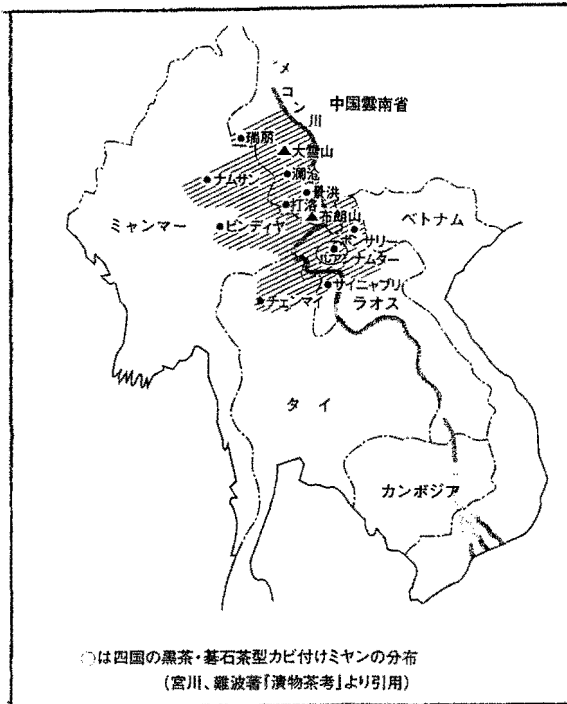 メコン川
中国雲南省
瑞丽
大雲山
ナムサン
澜沧
景洪
打洛
布朗山
ミャンマー
ピンディヤ
ベトナム
ポンサリー
ルアンナムター
サイニャブリ
チェンマイ
ラオス
タイ
カンボジア
◌は四国の黒茶・碁石茶型カビ付けミヤンの分布
(宮川、難波著『漬物茶考』より引用)